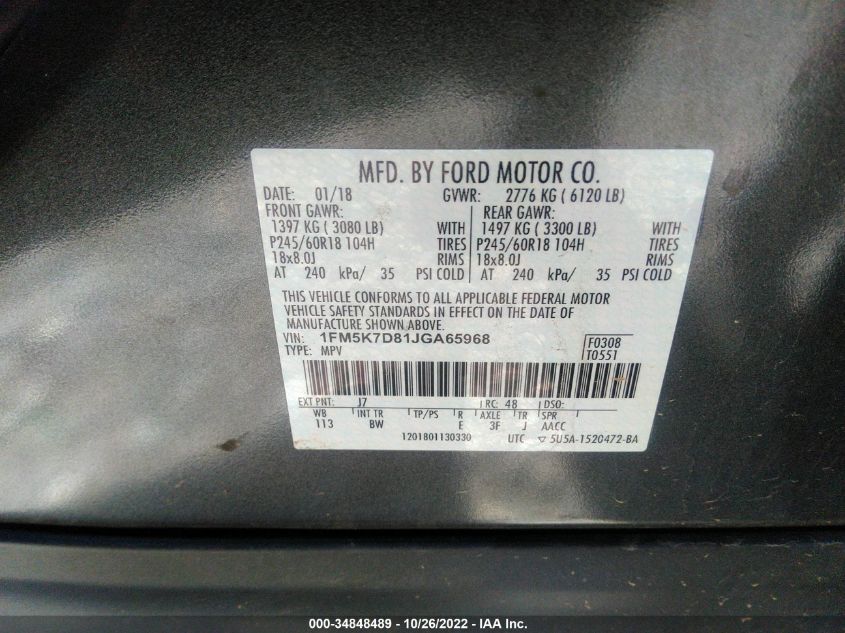 MFD. BY FORD MOTOR CO.
DATE: 01/18 GVWR: 2776 KG ( 6120 LB)
FRONT GAWR: REAR GAWR:
1397 KG ( 3080 LB) WITH 1497 KG ( 3300 LB) WITH
P245/60R18 104H TIRES P245/60R18 104H TIRES
18x8.0J RIMS 18x8.0J RIMS
AT 240 kPa/ 35 PSI COLD AT 240 kPa/ 35 PSI COLD
THIS VEHICLE CONFORMS TO ALL APPLICABLE FEDERAL MOTOR
VEHICLE SAFETY STANDARDS IN EFFECT ON THE DATE OF
MANUFACTURE SHOWN ABOVE.
VIN: 1FM5K7D81JGA65968 F0308
TYPE: MPV T0551
EXT PNT: J7 RC: 48 DSO:
WB INT TR TP/PS R AXLE TR SPR
113 BW E 3F J AACC
1201801130330 UTC ▽ 5U5A-1520472-BA
000-34848489 - 10/26/2022 - IAA Inc.